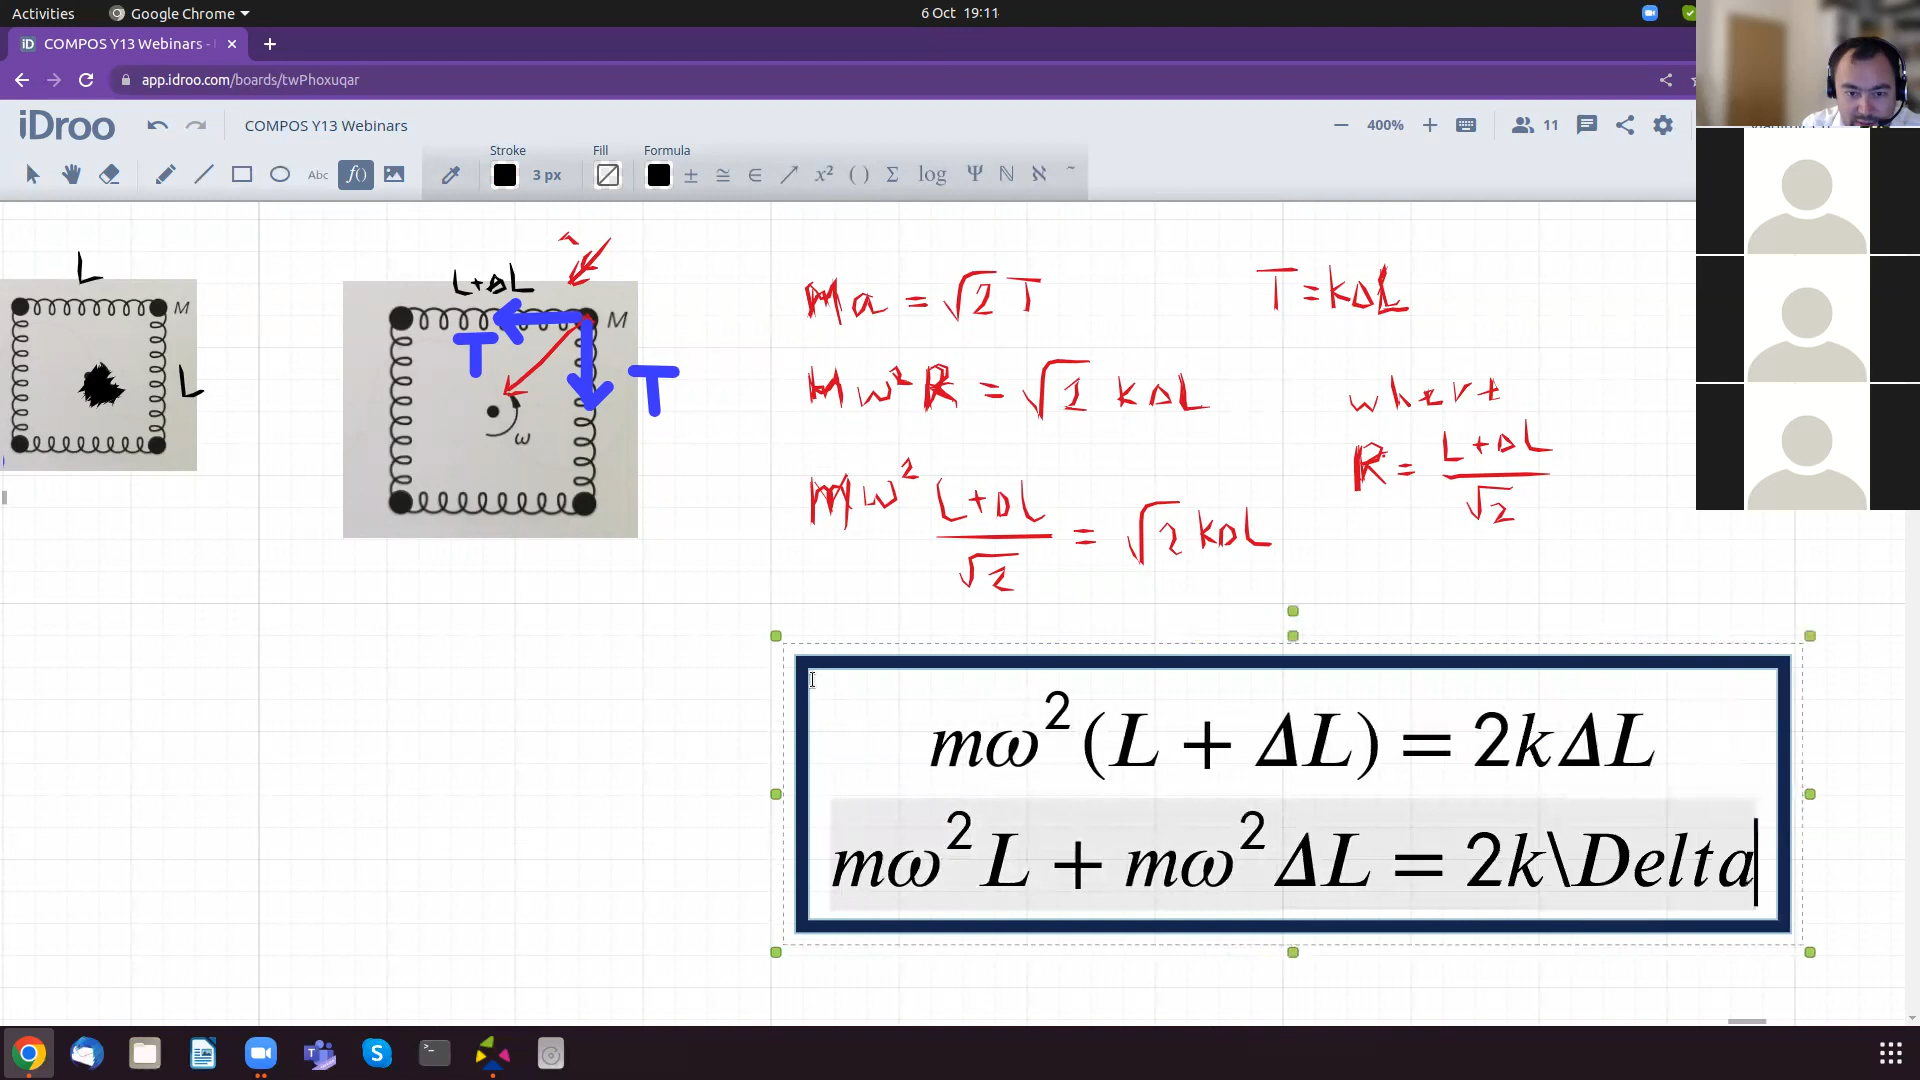 Activities
Google Chrome
6 Oct 19:11
COMPOS Y13 Webinars -
app.idroo.com/boards/twPhoxuqar
iDroo
COMPOS Y13 Webinars
400%
11
Stroke
Fill
Formula
Abc
f()
3 px
± ≅ ∈ x² ( ) Σ log Ψ ℕ ℵ ~
L
M
L
L+ΔL
M
T
T
ω
Ma = √2 T
T = kΔL
Mω²R = √2 kΔL
where
R = (L+ΔL)/√2
Mω² (L+ΔL)/√2 = √2 kΔL
mω²(L + ΔL) = 2kΔL
mω²L + mω²ΔL = 2k\Delta